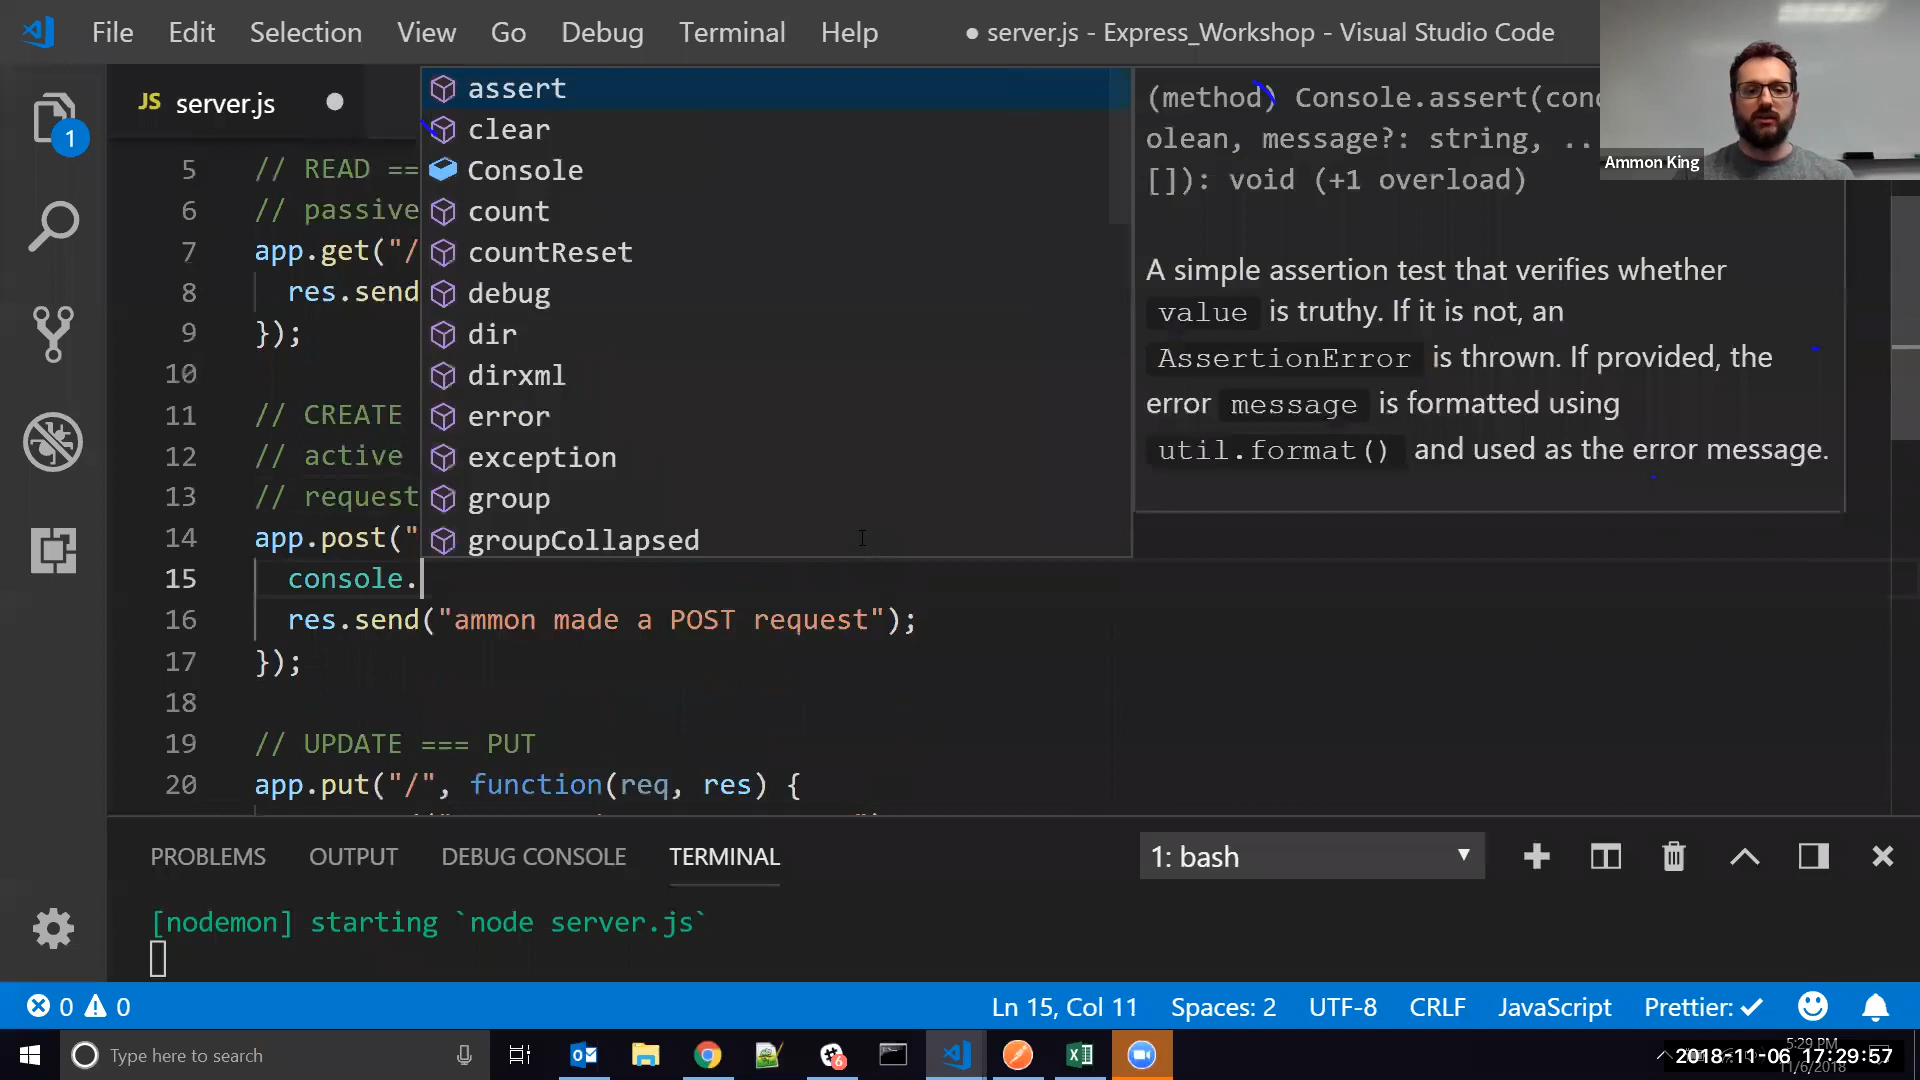 File Edit Selection View Go Debug Terminal Help ● server.js - Express_Workshop - Visual Studio Code
JS server.js
1
5 // READ ==
6 // passive
7 app.get("/
8 res.send
9 });
10
11 // CREATE
12 // active
13 // request
14 app.post("
15 console.
16 res.send("ammon made a POST request");
17 });
18
19 // UPDATE === PUT
20 app.put("/", function(req, res) {
assert
clear
Console
count
countReset
debug
dir
dirxml
error
exception
group
groupCollapsed
(method) Console.assert(con
olean, message?: string, ..
[]): void (+1 overload)
A simple assertion test that verifies whether
value is truthy. If it is not, an
AssertionError is thrown. If provided, the
error message is formatted using
util.format() and used as the error message.
Ammon King
PROBLEMS OUTPUT DEBUG CONSOLE TERMINAL 1: bash
[nodemon] starting `node server.js`
0 0 Ln 15, Col 11 Spaces: 2 UTF-8 CRLF JavaScript Prettier: ✓
Type here to search
6
5:29 PM
2018-11-06 17:29:57
11/6/2018